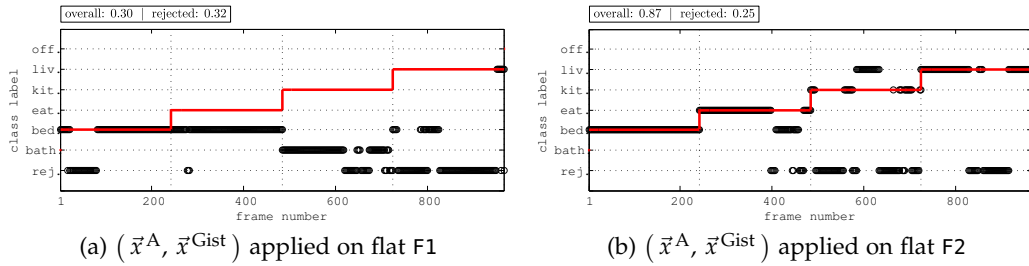 overall: 0.30 | rejected: 0.32
off.
liv.
kit.
eat.
bed.
bath.
rej.
class label
1 200 400 600 800
frame number
(a) (x⃗ᴬ, x⃗ᴳⁱˢᵗ) applied on flat F1
overall: 0.87 | rejected: 0.25
off.
liv.
kit.
eat.
bed.
bath.
rej.
class label
1 200 400 600 800
frame number
(b) (x⃗ᴬ, x⃗ᴳⁱˢᵗ) applied on flat F2